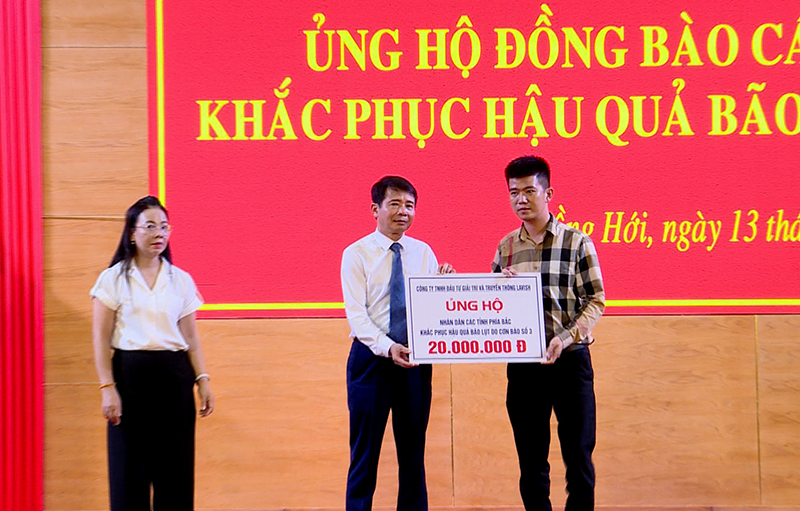 ỦNG HỘ ĐỒNG BÀO
KHẮC PHỤC HẬU QUẢ BÃO
Hới, ngày 13
CÔNG TY TNHH ĐẦU TƯ GIẢI TRÍ VÀ TRUYỀN THÔNG LAVISH
ỦNG HỘ
NHÂN DÂN CÁC TỈNH PHÍA BẮC
KHẮC PHỤC HẬU QUẢ BÃO LỤT DO CƠN BÃO SỐ 3
20.000.000 Đ